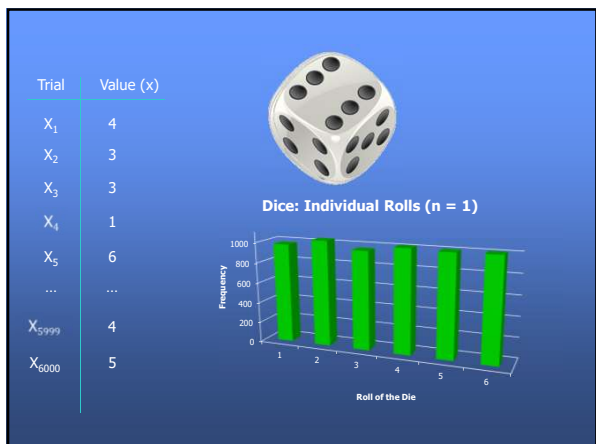 Trial Value (x)
X₁ 4
X₂ 3
X₃ 3
X₄ 1
X₅ 6
... ...
X₅₉₉₉ 4
X₆₀₀₀ 5
Dice: Individual Rolls (n = 1)
Frequency
1000
800
600
400
200
0
1 2 3 4 5 6
Roll of the Die